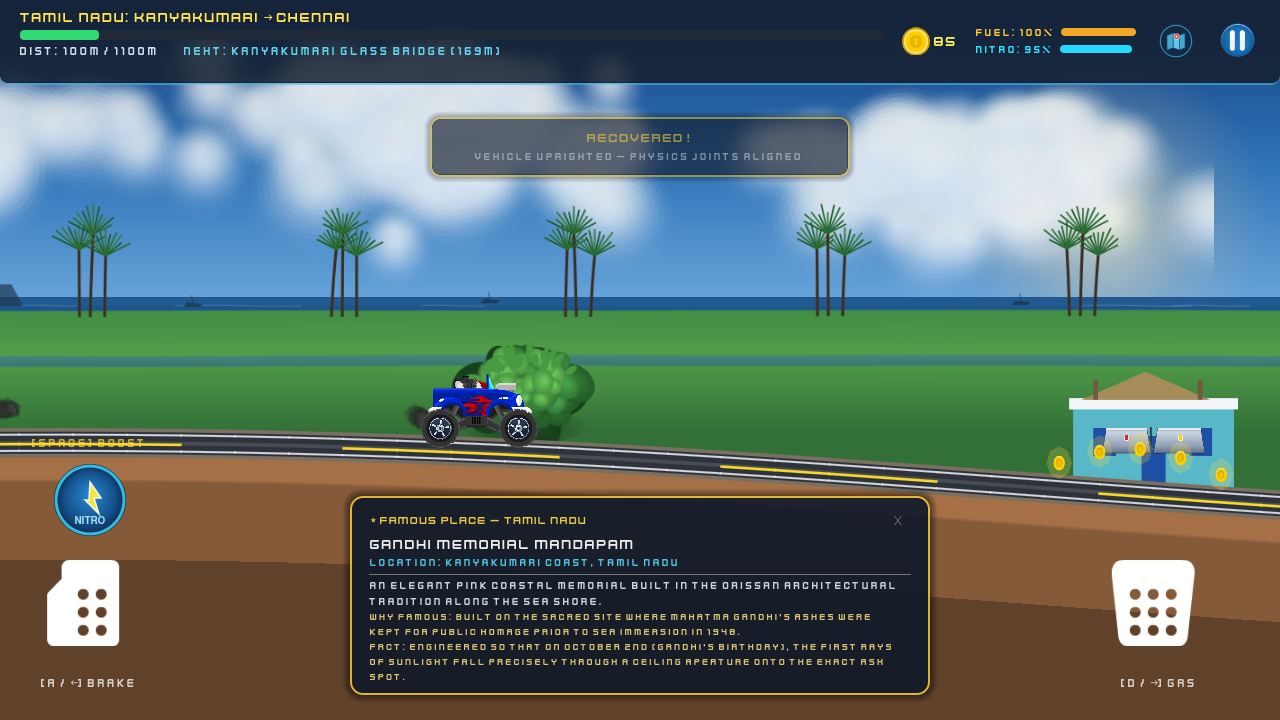 TAMIL NADU: KANYAKUMARI → CHENNAI
DIST: 100M / 1100M NEXT: KANYAKUMARI GLASS BRIDGE (169M)
85
FUEL: 100%
NITRO: 95%
RECOVERED!
VEHICLE UPRIGHTED — PHYSICS JOINTS ALIGNED
[SPACE] BOOST
NITRO
[A / ←] BRAKE
★ FAMOUS PLACE — TAMIL NADU X
GANDHI MEMORIAL MANDAPAM
LOCATION: KANYAKUMARI COAST, TAMIL NADU
AN ELEGANT PINK COASTAL MEMORIAL BUILT IN THE ORISSAN ARCHITECTURAL
TRADITION ALONG THE SEA SHORE.
WHY FAMOUS: BUILT ON THE SACRED SITE WHERE MAHATMA GANDHI'S ASHES WERE
KEPT FOR PUBLIC HOMAGE PRIOR TO SEA IMMERSION IN 1948.
FACT: ENGINEERED SO THAT ON OCTOBER 2ND (GANDHI'S BIRTHDAY), THE FIRST RAYS
OF SUNLIGHT FALL PRECISELY THROUGH A CEILING APERTURE ONTO THE EXACT ASH
SPOT.
[D / →] GAS